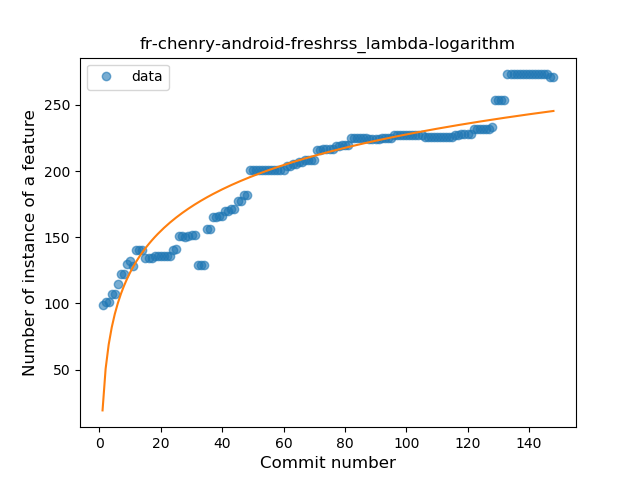 fr-chenry-android-freshrss_lambda-logarithm
data
Number of instance of a feature
250
200
150
100
50
0 20 40 60 80 100 120 140
Commit number